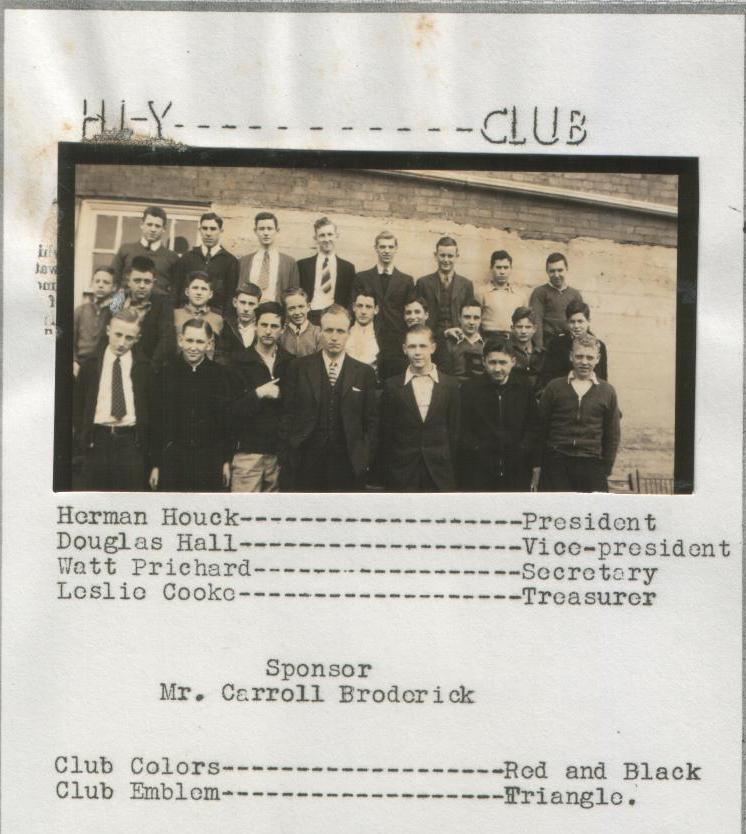 HI-Y------------CLUB
Herman Houck-------------------President
Douglas Hall-------------------Vice-president
Watt Prichard------------------Secretary
Leslie Cooke-------------------Treasurer
Sponsor
Mr. Carroll Broderick
Club Colors-------------------Red and Black
Club Emblem-------------------Triangle.